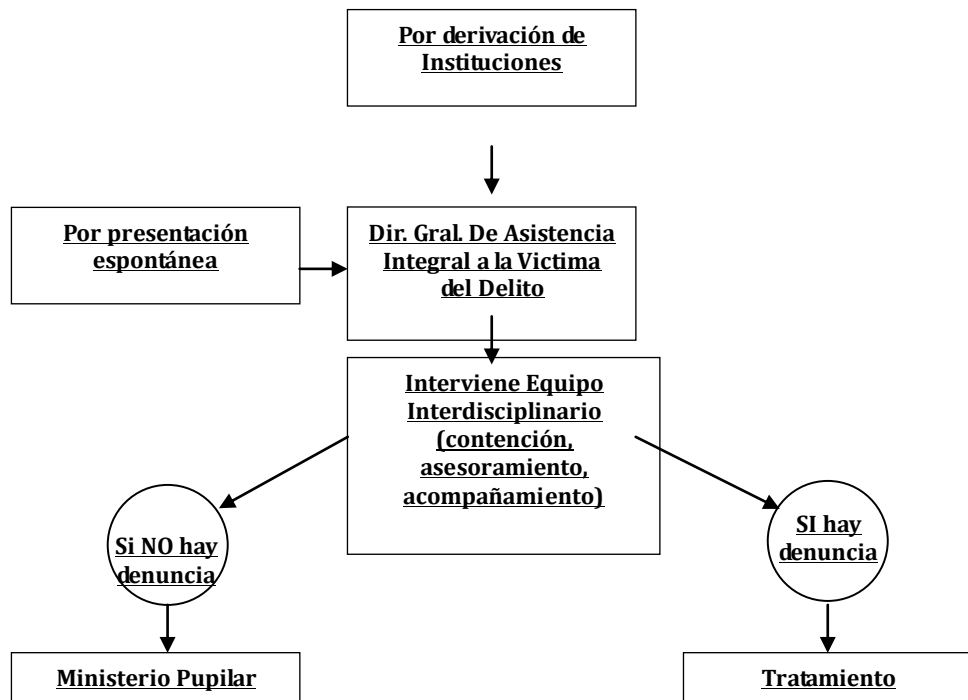 Por derivación de
Instituciones
Por presentación
espontánea
Dir. Gral. De Asistencia
Integral a la Victima
del Delito
Interviene Equipo
Interdisciplinario
(contención,
asesoramiento,
acompañamiento)
Si NO hay
denuncia
SI hay
denuncia
Ministerio Pupilar
Tratamiento